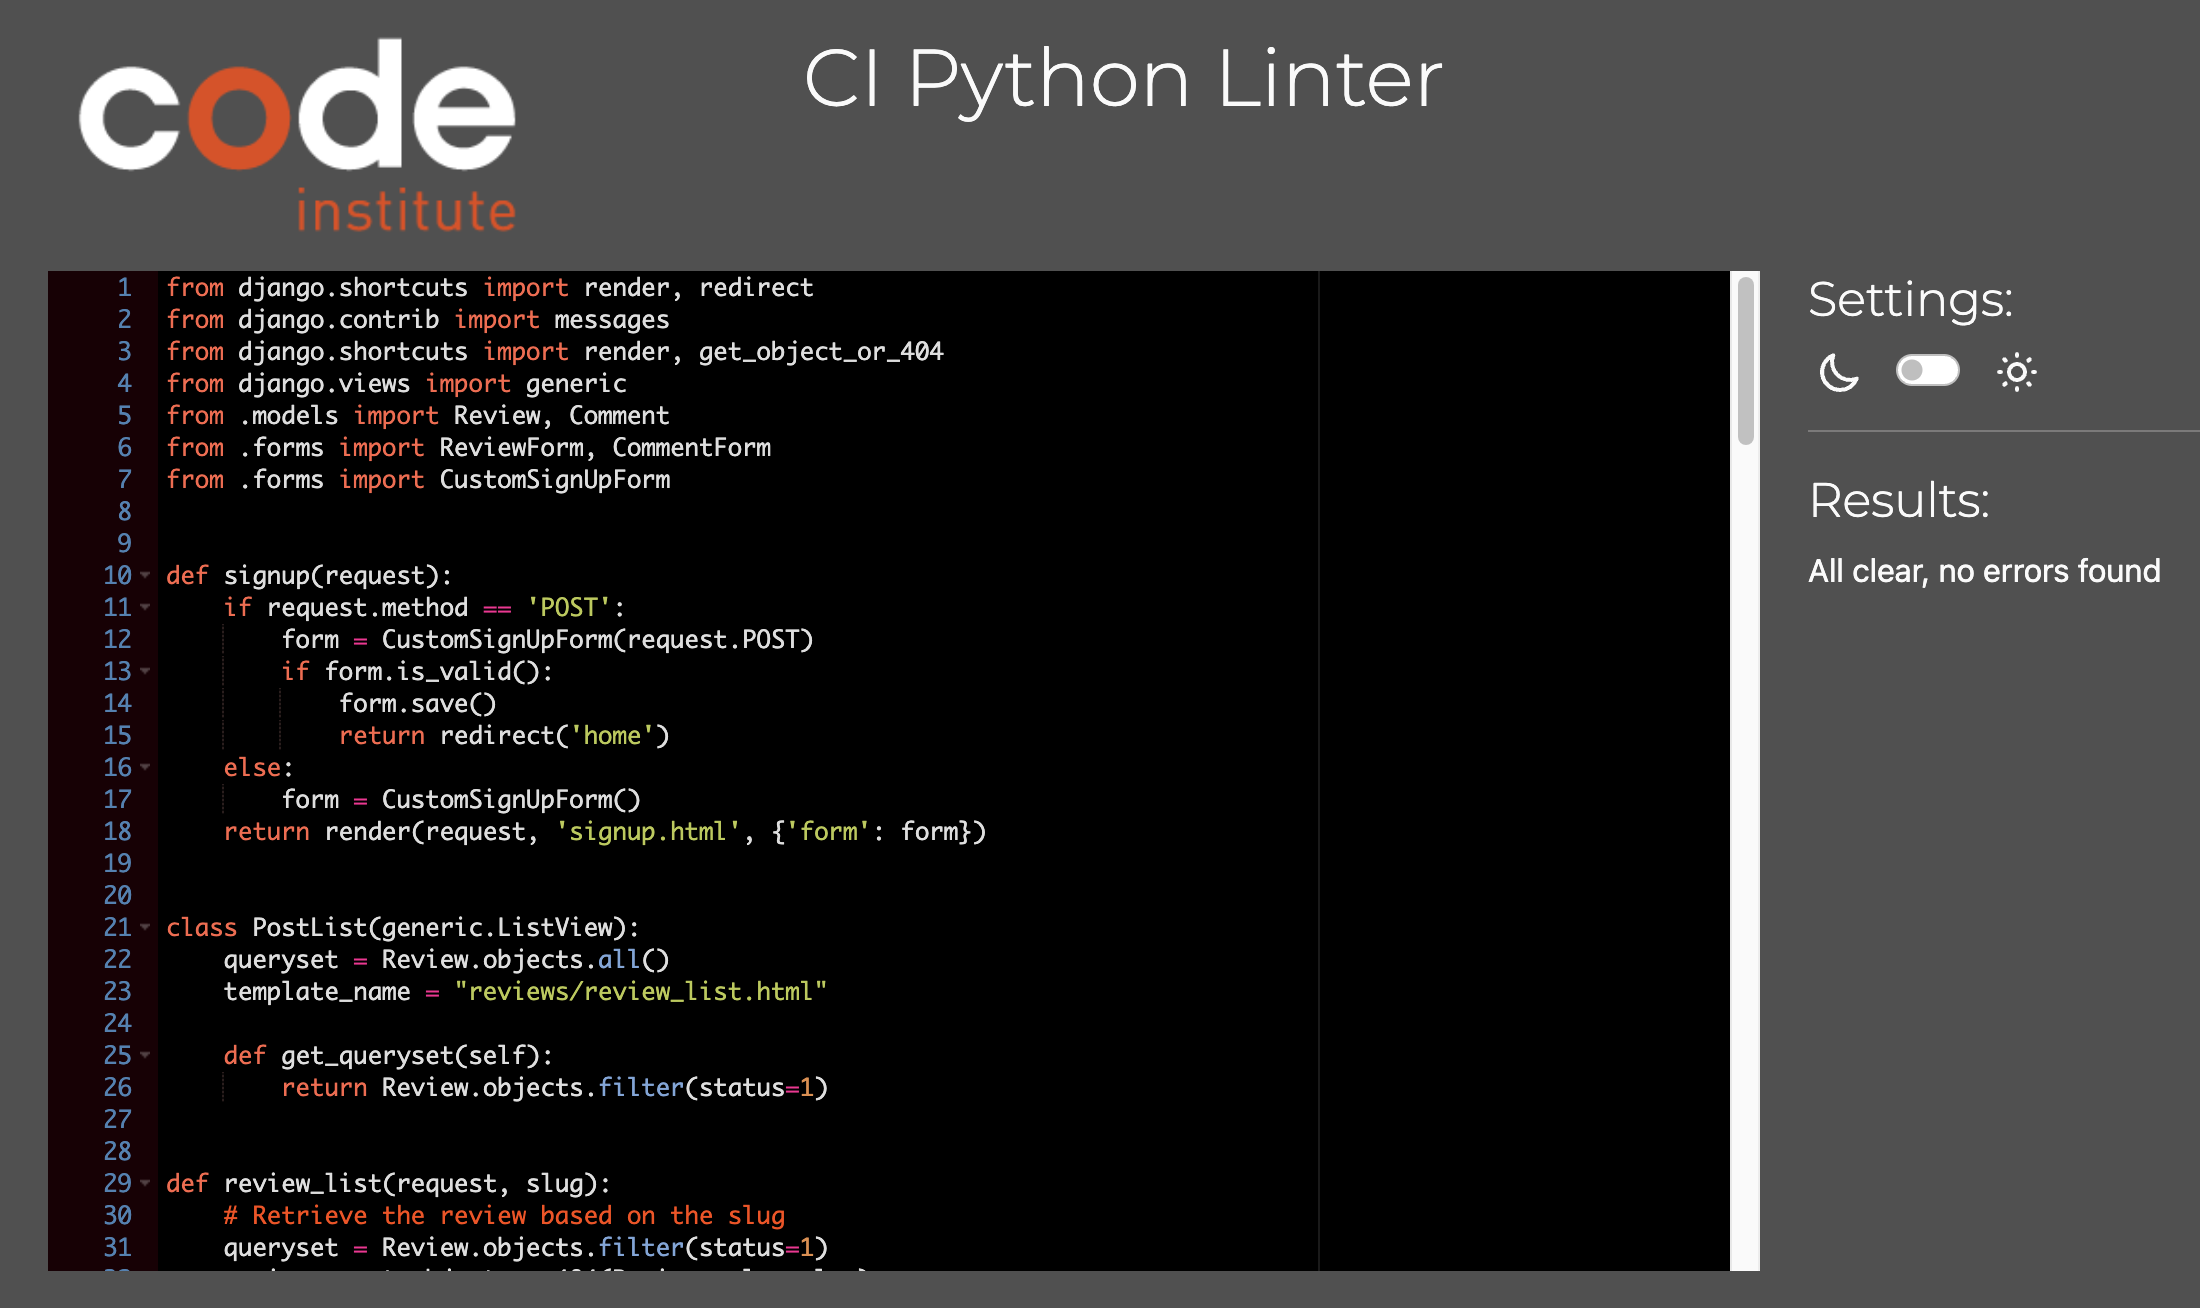 code
institute
CI Python Linter
1 from django.shortcuts import render, redirect
2 from django.contrib import messages
3 from django.shortcuts import render, get_object_or_404
4 from django.views import generic
5 from .models import Review, Comment
6 from .forms import ReviewForm, CommentForm
7 from .forms import CustomSignUpForm
8
9
10 def signup(request):
11     if request.method == 'POST':
12         form = CustomSignUpForm(request.POST)
13         if form.is_valid():
14             form.save()
15             return redirect('home')
16     else:
17         form = CustomSignUpForm()
18     return render(request, 'signup.html', {'form': form})
19
20
21 class PostList(generic.ListView):
22     queryset = Review.objects.all()
23     template_name = "reviews/review_list.html"
24
25     def get_queryset(self):
26         return Review.objects.filter(status=1)
27
28
29 def review_list(request, slug):
30     # Retrieve the review based on the slug
31     queryset = Review.objects.filter(status=1)
Settings:
Results:
All clear, no errors found